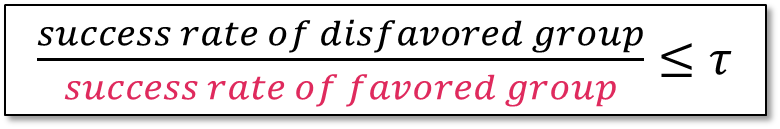 success rate of disfavored group
success rate of favored group
≤ τ